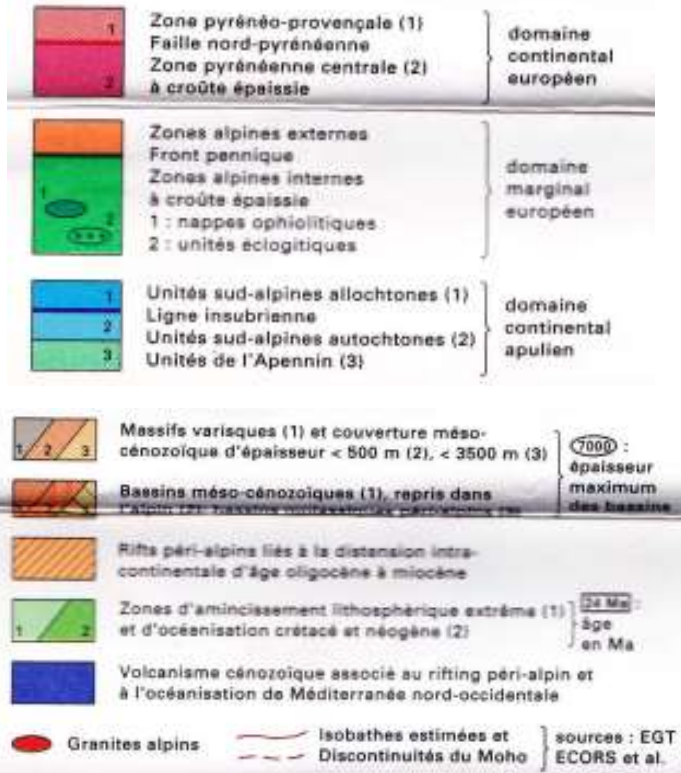 1
2
Zone pyrénéo-provençale (1)
Faille nord-pyrénéenne
Zone pyrénéenne centrale (2)
à croûte épaissie
domaine
continental
européen
1
2
Zones alpines externes
Front pennique
Zones alpines internes
à croûte épaissie
1 : nappes ophiolitiques
2 : unités éclogitiques
domaine
marginal
européen
1
2
3
Unités sud-alpines allochtones (1)
Ligne insubrienne
Unités sud-alpines autochtones (2)
Unités de l'Apennin (3)
domaine
continental
apulien
1 2 3
Massifs varisques (1) et couverture méso-
cénozoïque d'épaisseur < 500 m (2), < 3500 m (3)
Bassins méso-cénozoïques (1), repris dans
l'alpin (2)
7000 :
épaisseur
maximum
des bassins
Rifts péri-alpins liés à la distension intra-
continentale d'âge oligocène à miocène
1 2
Zones d'amincissement lithosphérique extrême (1)
et d'océanisation crétacé et néogène (2)
24 Ma :
âge
en Ma
Volcanisme cénozoïque associé au rifting péri-alpin et
à l'océanisation de Méditerranée nord-occidentale
Granites alpins
Isobathes estimées et
Discontinuités du Moho
sources : EGT
ECORS et al.